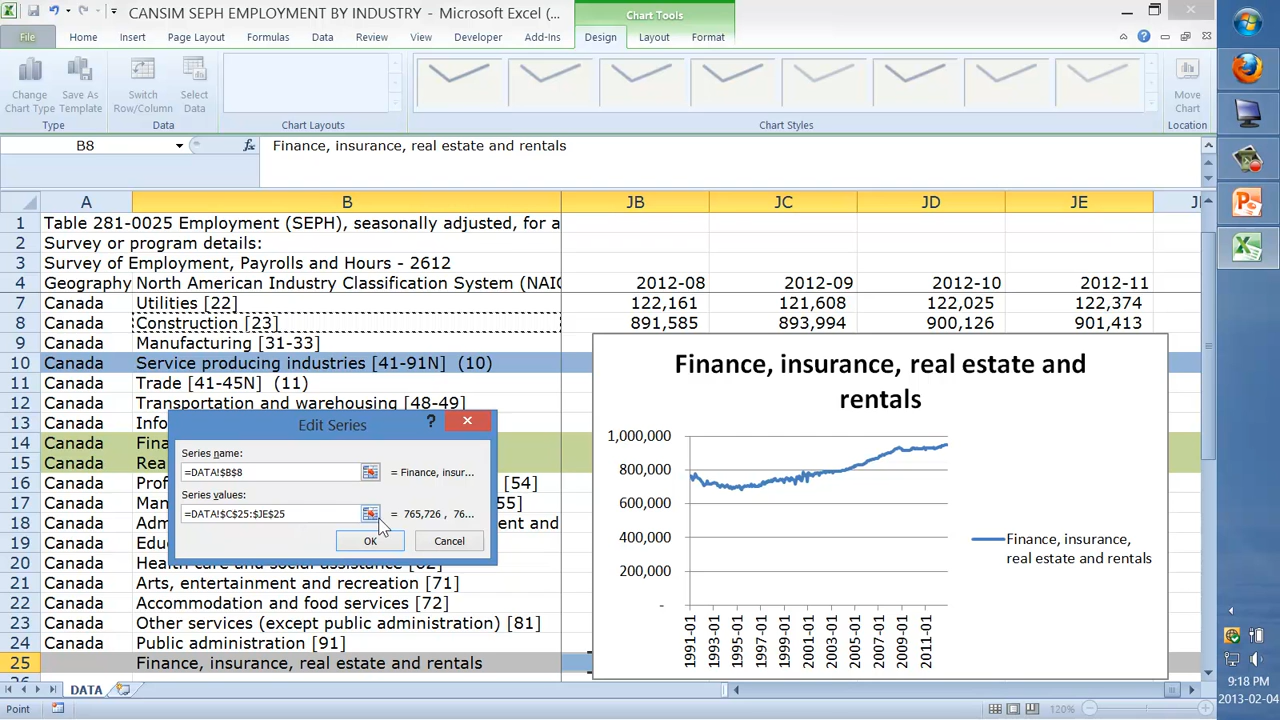 CANSIM SEPH EMPLOYMENT BY INDUSTRY - Microsoft Excel (...
Chart Tools
File Home Insert Page Layout Formulas Data Review View Developer Add-Ins Design Layout Format
Change Chart Type
Save As Template
Switch Row/Column
Select Data
Move Chart
Type Data Chart Layouts Chart Styles Location
B8 fx Finance, insurance, real estate and rentals
A B JB JC JD JE
1 Table 281-0025 Employment (SEPH), seasonally adjusted, for a
2 Survey or program details:
3 Survey of Employment, Payrolls and Hours - 2612
4 Geography North American Industry Classification System (NAIC 2012-08 2012-09 2012-10 2012-11
7 Canada Utilities [22] 122,161 121,608 122,025 122,374
8 Canada Construction [23] 891,585 893,994 900,126 901,413
9 Canada Manufacturing [31-33]
10 Canada Service producing industries [41-91N] (10)
11 Canada Trade [41-45N] (11)
12 Canada Transportation and warehousing [48-49]
13 Canada Info
14 Canada Fina
15 Canada Rea
16 Canada Prof [54]
17 Canada Man 55]
18 Canada Adm ent and
19 Canada Edu
20 Canada
21 Canada Arts, entertainment and recreation [71]
22 Canada Accommodation and food services [72]
23 Canada Other services (except public administration) [81]
24 Canada Public administration [91]
25 Finance, insurance, real estate and rentals
26
Edit Series
?
Series name:
=DATA!$B$8 = Finance, insur...
Series values:
=DATA!$C$25:$JE$25 = 765,726 , 76...
OK Cancel
Finance, insurance, real estate and
rentals
1,000,000
800,000
600,000
400,000
200,000
-
1991-01 1993-01 1995-01 1997-01 1999-01 2001-01 2003-01 2005-01 2007-01 2009-01 2011-01
Finance, insurance,
real estate and rentals
DATA
Point 120%
9:18 PM
2013-02-04